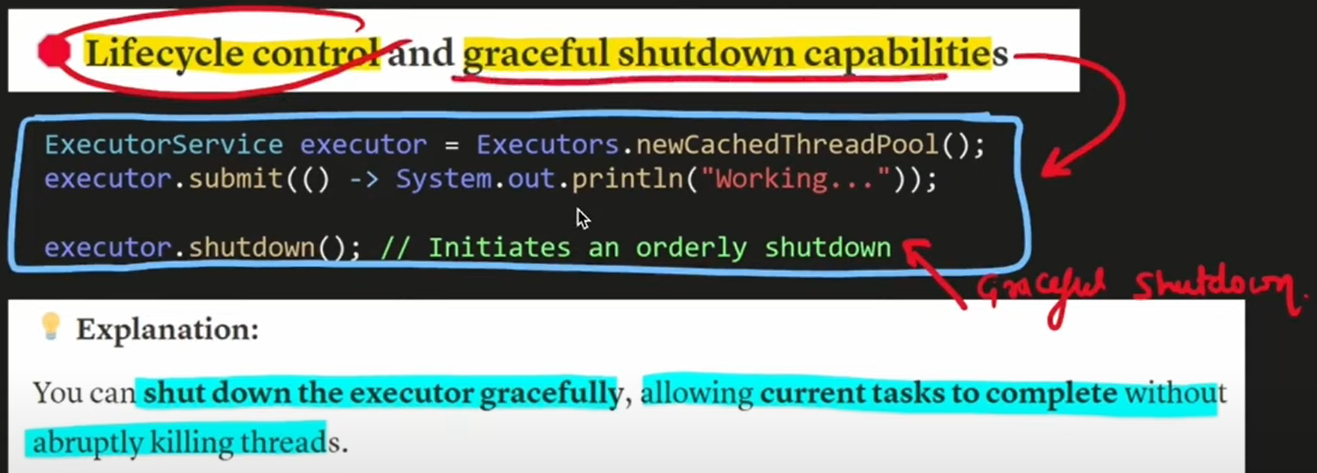 Lifecycle control and graceful shutdown capabilities
ExecutorService executor = Executors.newCachedThreadPool();
executor.submit(() -> System.out.println("Working..."));
executor.shutdown(); // Initiates an orderly shutdown
Graceful Shutdown.
Explanation:
You can shut down the executor gracefully, allowing current tasks to complete without
abruptly killing threads.